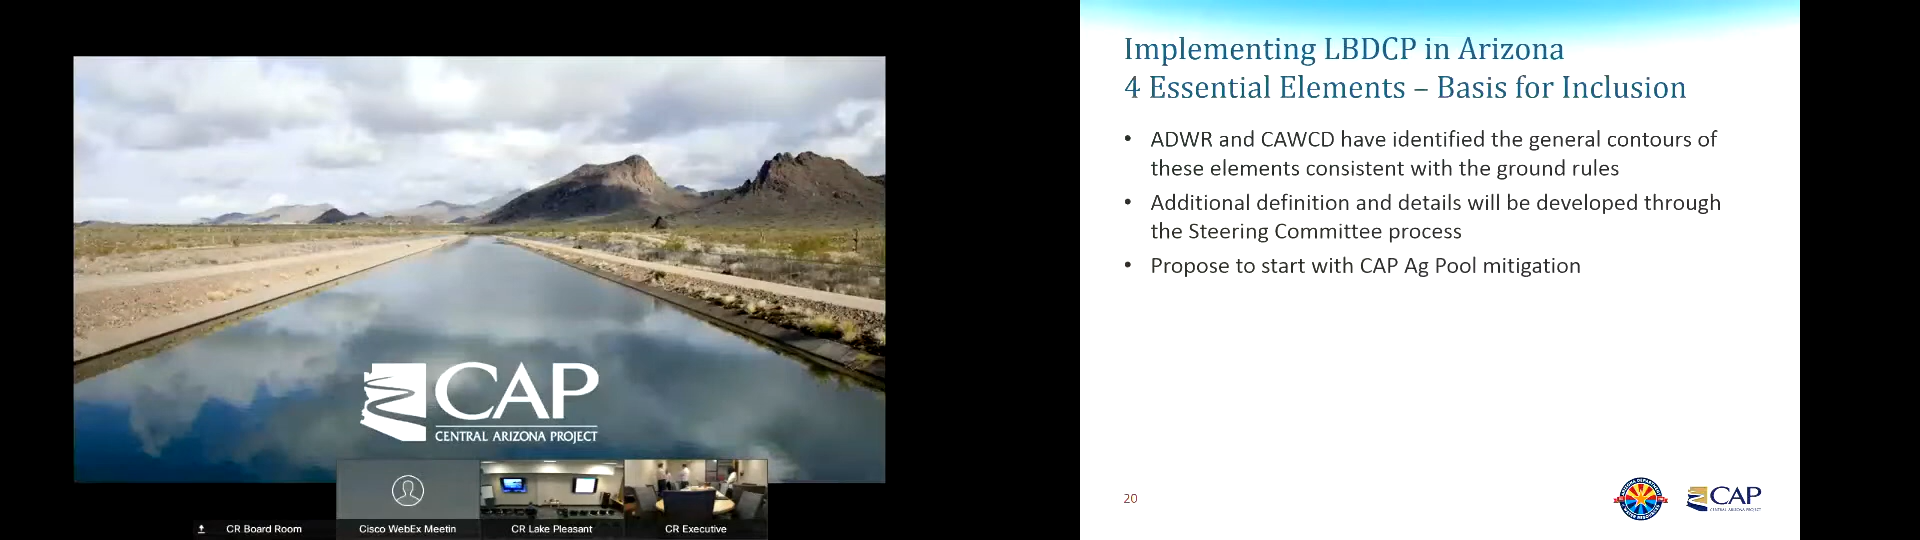 CAP
CENTRAL ARIZONA PROJECT
CR Board Room
Cisco WebEx Meetin
CR Lake Pleasant
CR Executive
Implementing LBDCP in Arizona
4 Essential Elements – Basis for Inclusion
• ADWR and CAWCD have identified the general contours of
these elements consistent with the ground rules
• Additional definition and details will be developed through
the Steering Committee process
• Propose to start with CAP Ag Pool mitigation
20
CAP
CENTRAL ARIZONA PROJECT